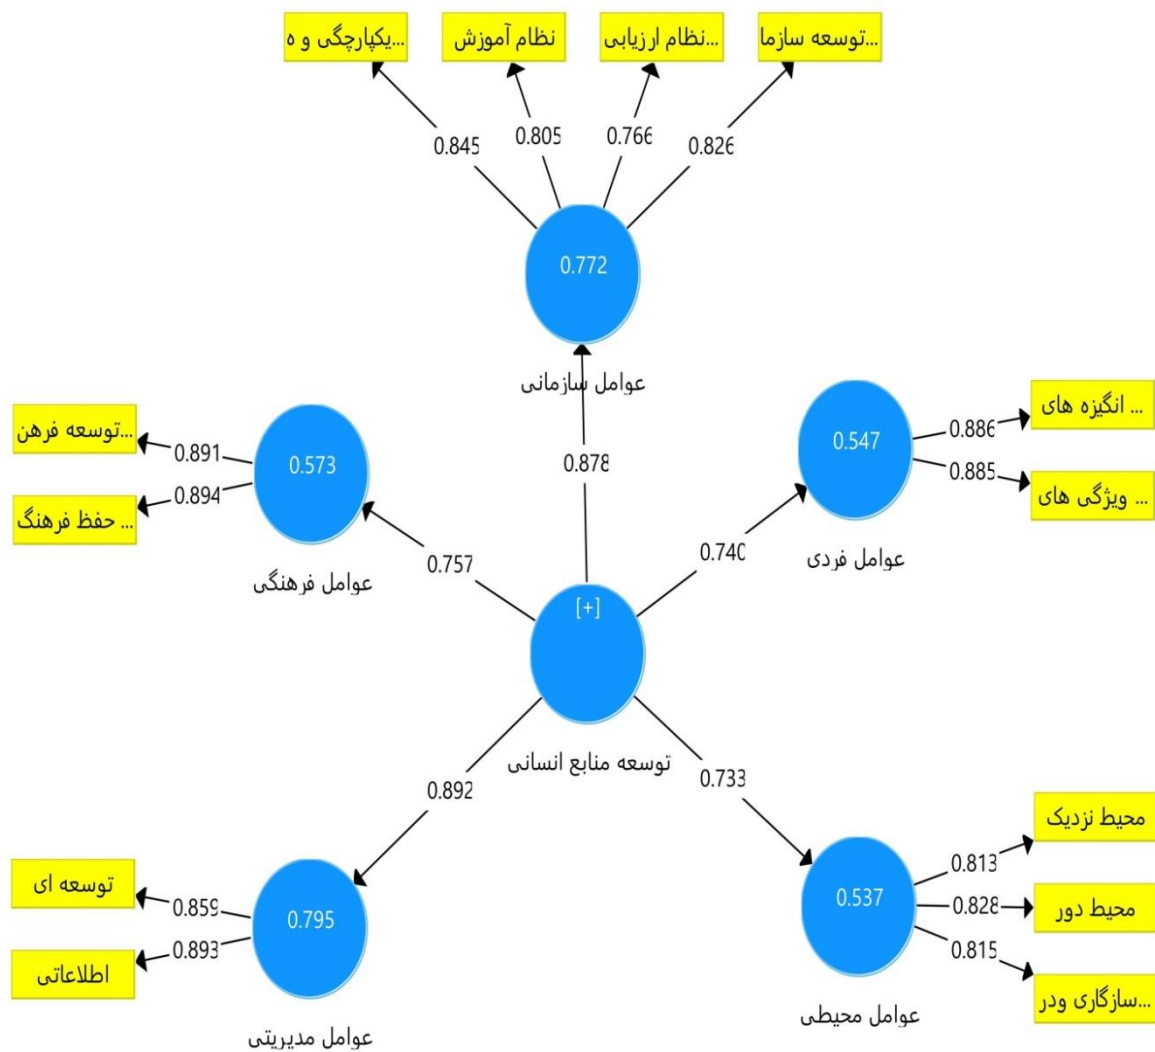 یکپارچگی و ه...
نظام آموزش
نظام ارزیابی...
توسعه سازما...
0.845
0.805
0.766
0.826
0.772
عوامل سازمانی
0.878
توسعه فرهن...
حفظ فرهنگ ...
0.891
0.894
0.573
عوامل فرهنگی
0.757
انگیزه های ...
ویژگی های ...
0.886
0.885
0.547
عوامل فردی
0.740
[+]
توسعه منابع انسانی
0.892
0.733
توسعه ای
اطلاعاتی
0.859
0.893
0.795
عوامل مدیریتی
محیط نزدیک
محیط دور
سازگاری ودر...
0.813
0.828
0.815
0.537
عوامل محیطی